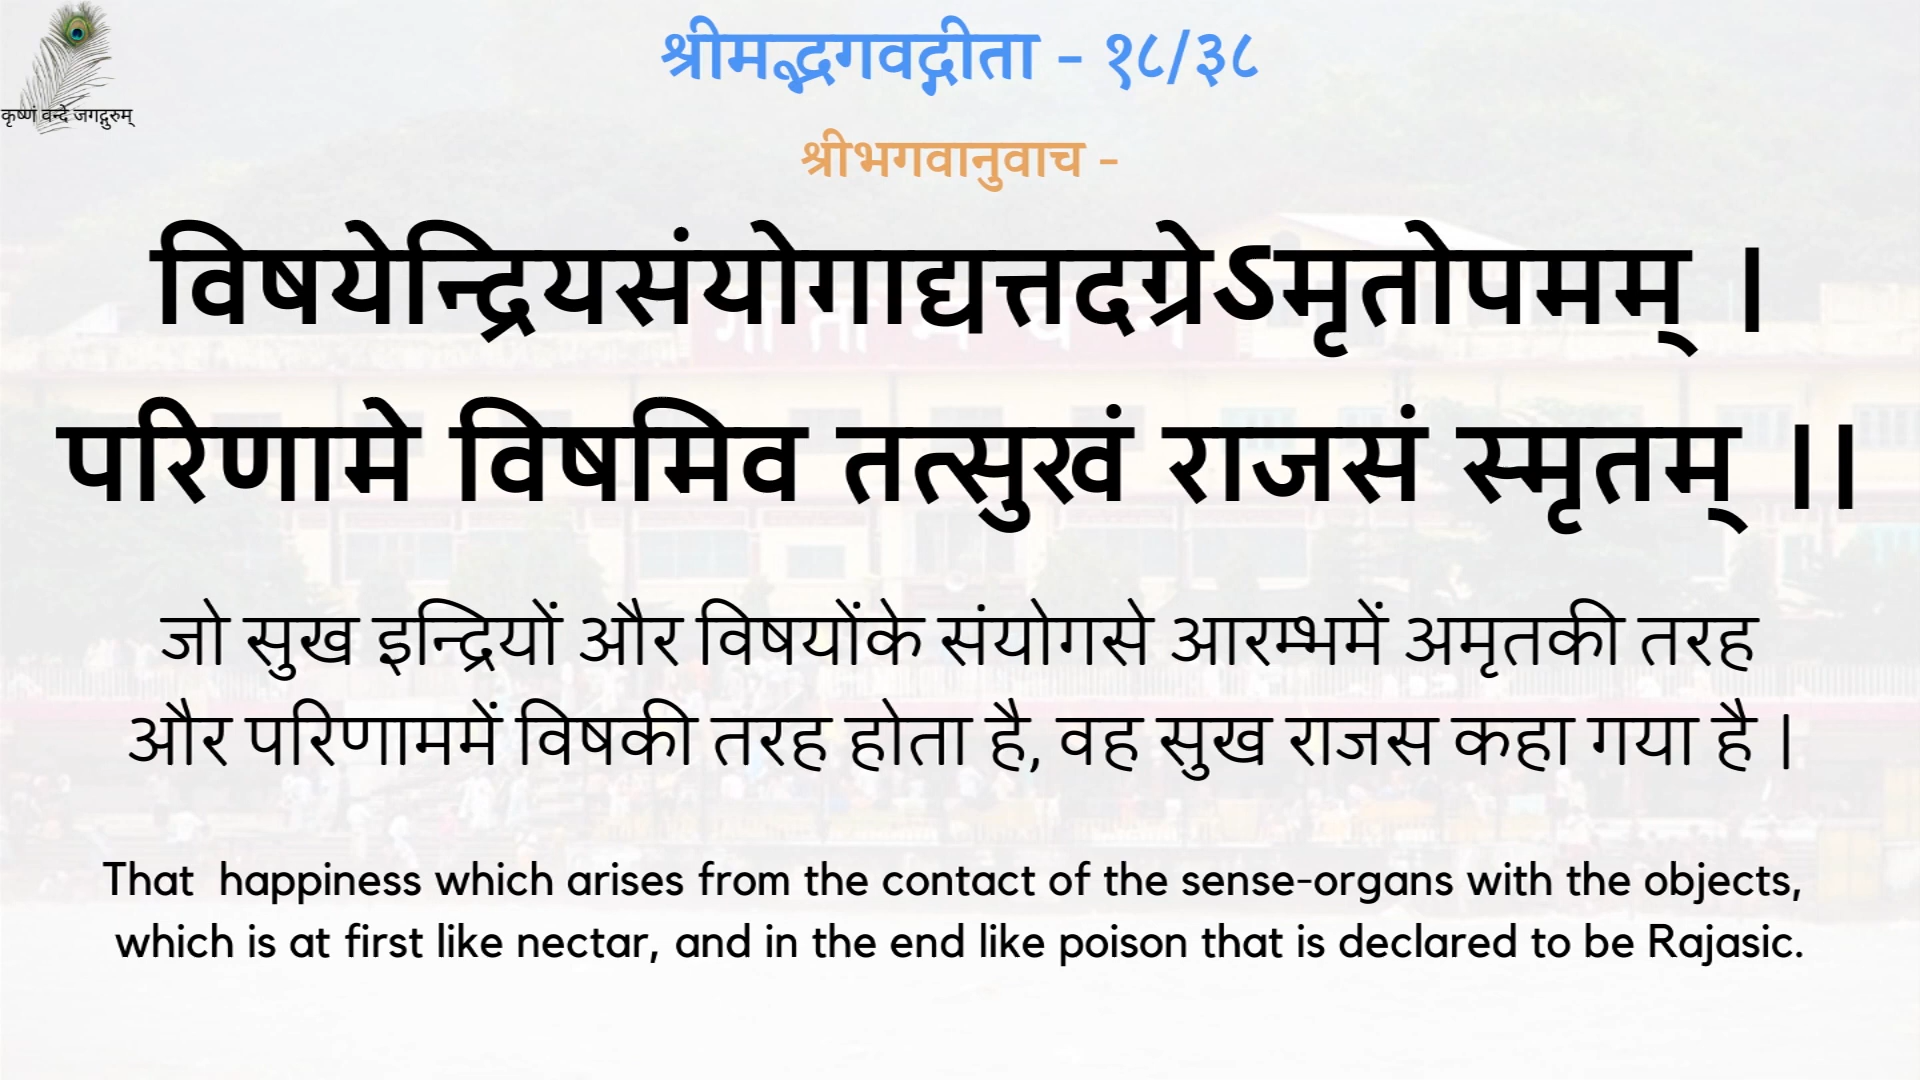 श्रीमद्भगवद्गीता - १८/३८
कृष्णं वन्दे जगद्गुरुम्
श्रीभगवानुवाच -
विषयेन्द्रियसंयोगाद्यत्तदग्रेऽमृतोपमम् ।
परिणामे विषमिव तत्सुखं राजसं स्मृतम् ।।
जो सुख इन्द्रियों और विषयोंके संयोगसे आरम्भमें अमृतकी तरह
और परिणाममें विषकी तरह होता है, वह सुख राजस कहा गया है ।
That happiness which arises from the contact of the sense-organs with the objects,
which is at first like nectar, and in the end like poison that is declared to be Rajasic.